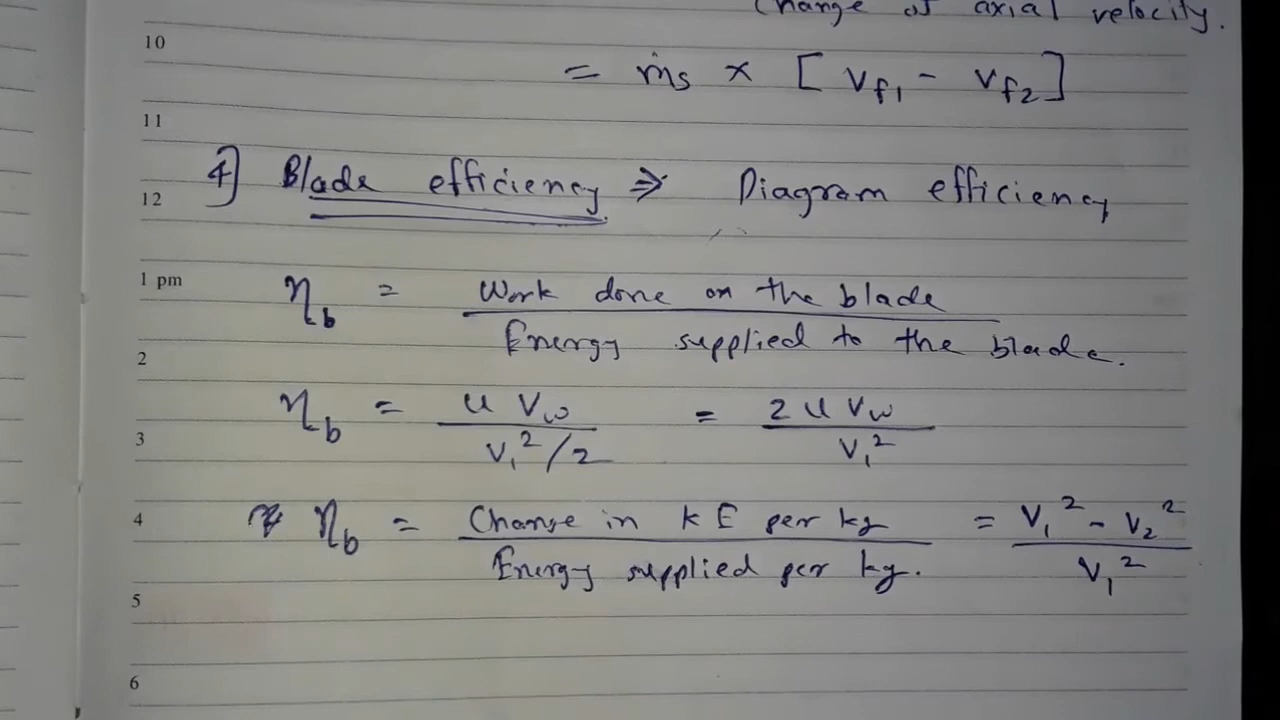 Change of axial velocity.
10
= ṁs × [ Vf1 - Vf2 ]
11
4] Blade efficiency ⇒ Diagram efficiency
12
1 pm
ηb = Work done on the blade / Energy supplied to the blade.
2
ηb = u Vw / V1²/2 = 2 u Vw / V1²
3
4
ηb = Change in KE per kg / Energy supplied per kg. = V1² - V2² / V1²
5
6